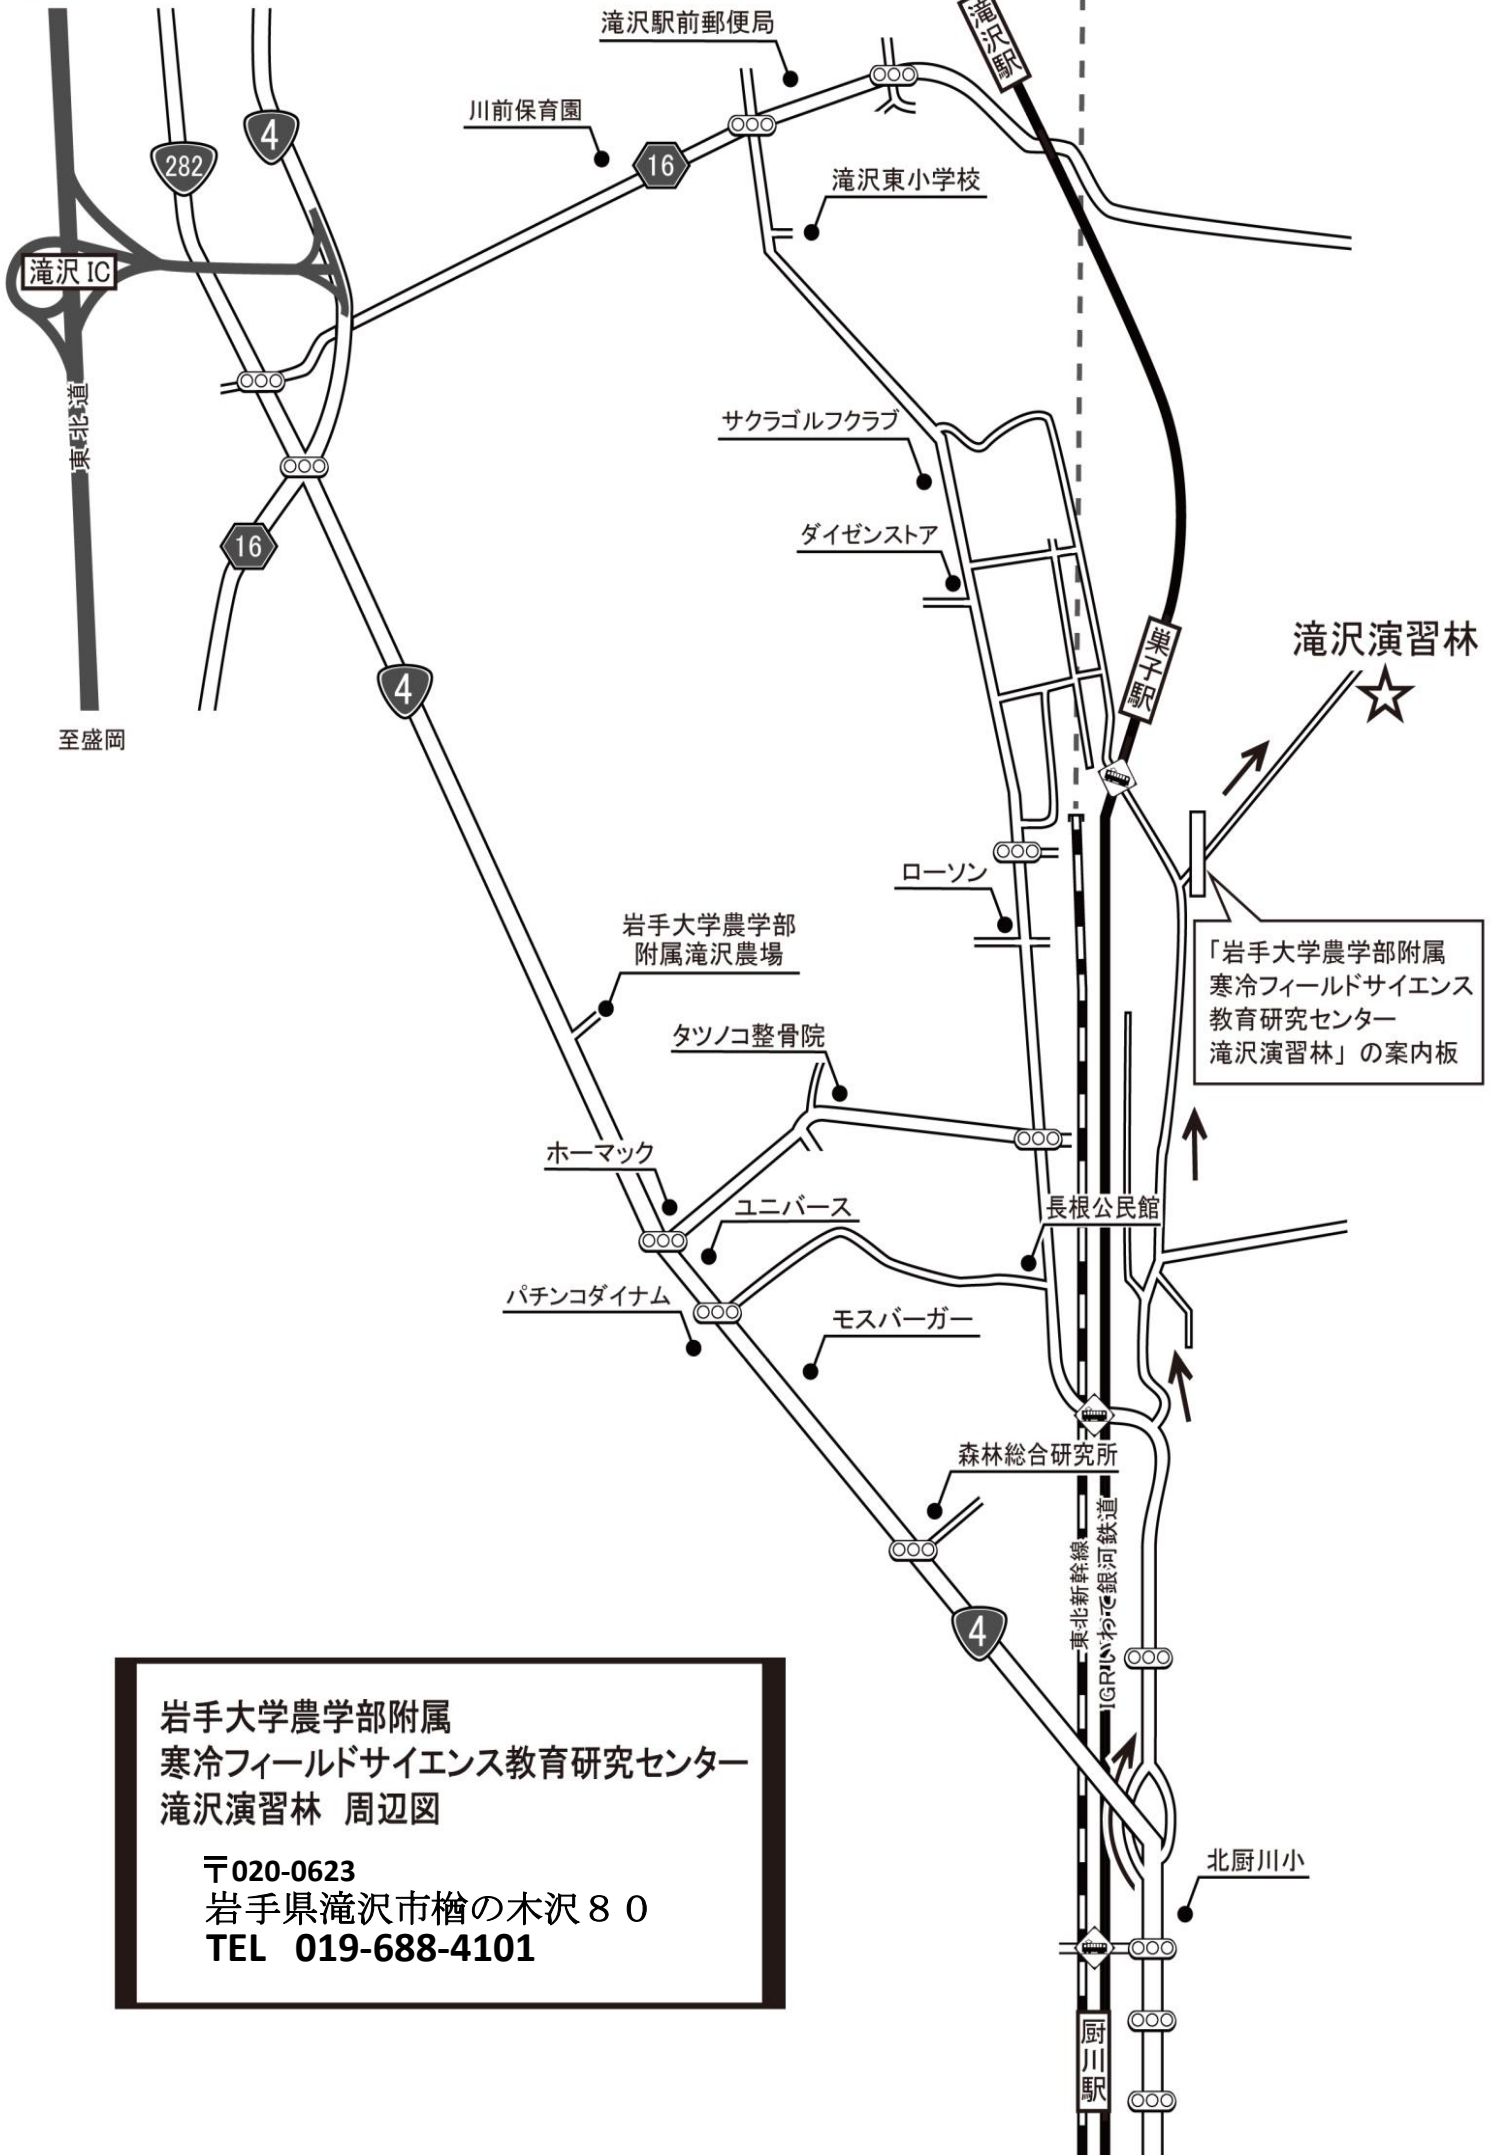 滝沢駅前郵便局
滝沢駅
川前保育園
4
282
16
滝沢東小学校
滝沢 IC
東北道
サクラゴルフクラブ
16
ダイゼンストア
4
巣子駅
滝沢演習林
至盛岡
ローソン
岩手大学農学部
附属滝沢農場
「岩手大学農学部附属
寒冷フィールドサイエンス
教育研究センター
滝沢演習林」の案内板
タツノコ整骨院
ホーマック
ユニバース
長根公民館
パチンコダイナム
モスバーガー
森林総合研究所
東北新幹線
IGRいわて銀河鉄道
4
岩手大学農学部附属
寒冷フィールドサイエンス教育研究センター
滝沢演習林 周辺図
〒020-0623
岩手県滝沢市楢の木沢８０
TEL 019-688-4101
北厨川小
厨川駅